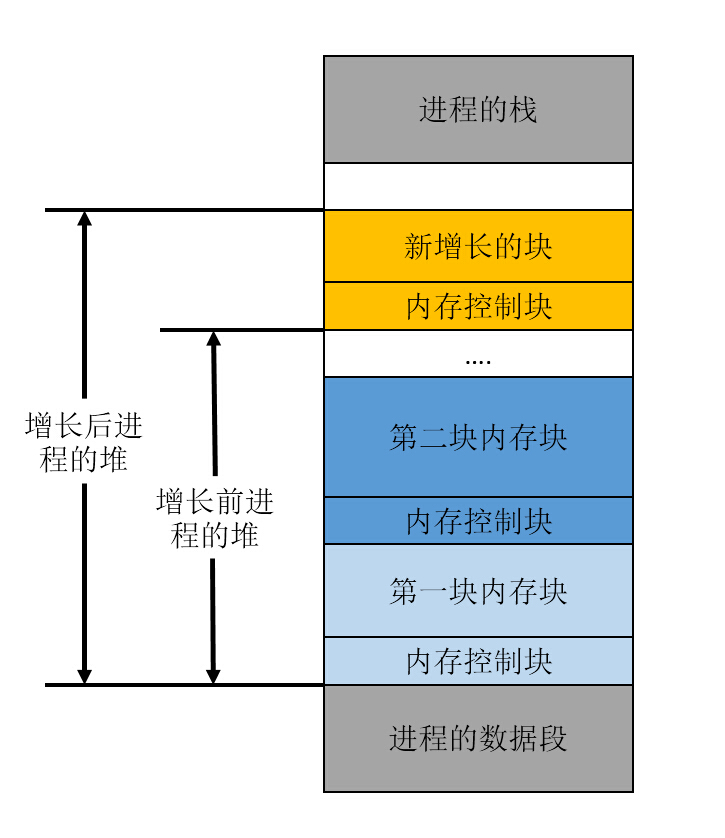 进程的栈
新增长的块
内存控制块
....
第二块内存块
内存控制块
第一块内存块
内存控制块
进程的数据段
增长后进
程的堆
增长前进
程的堆